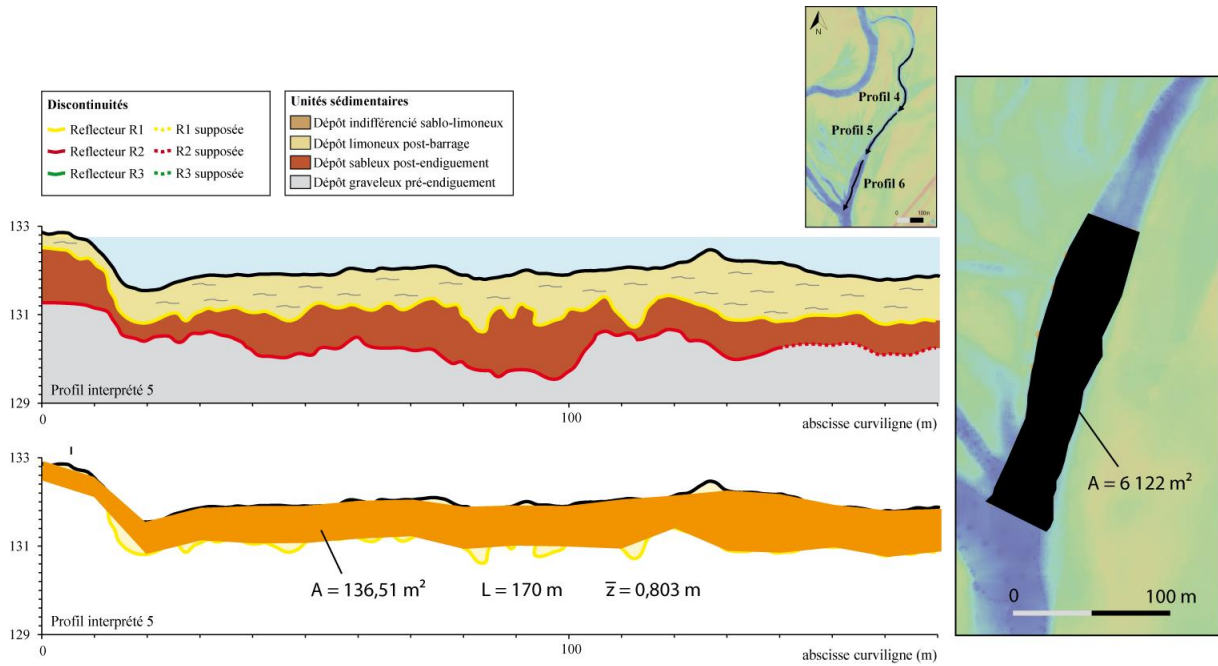 N
Profil 4
Profil 5
Profil 6
0 100m
Discontinuités
Reflecteur R1 R1 supposée
Reflecteur R2 R2 supposée
Reflecteur R3 R3 supposée
Unités sédimentaires
Dépôt indifférencié sablo-limoneux
Dépôt limoneux post-barrage
Dépôt sableux post-endiguement
Dépôt graveleux pré-endiguement
133
131
129
Profil interprété 5
0 100 abscisse curviligne (m)
133
131
129
A = 136,51 m² L = 170 m z̅ = 0,803 m
Profil interprété 5
0 100 abscisse curviligne (m)
A = 6 122 m²
0 100 m